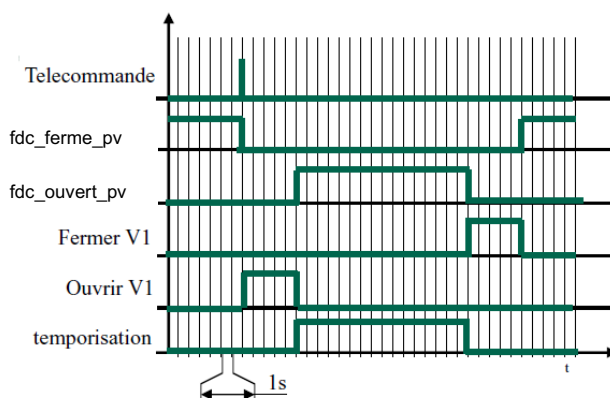 Telecommande
fdc_ferme_pv
fdc_ouvert_pv
Fermer V1
Ouvrir V1
temporisation
t
1s